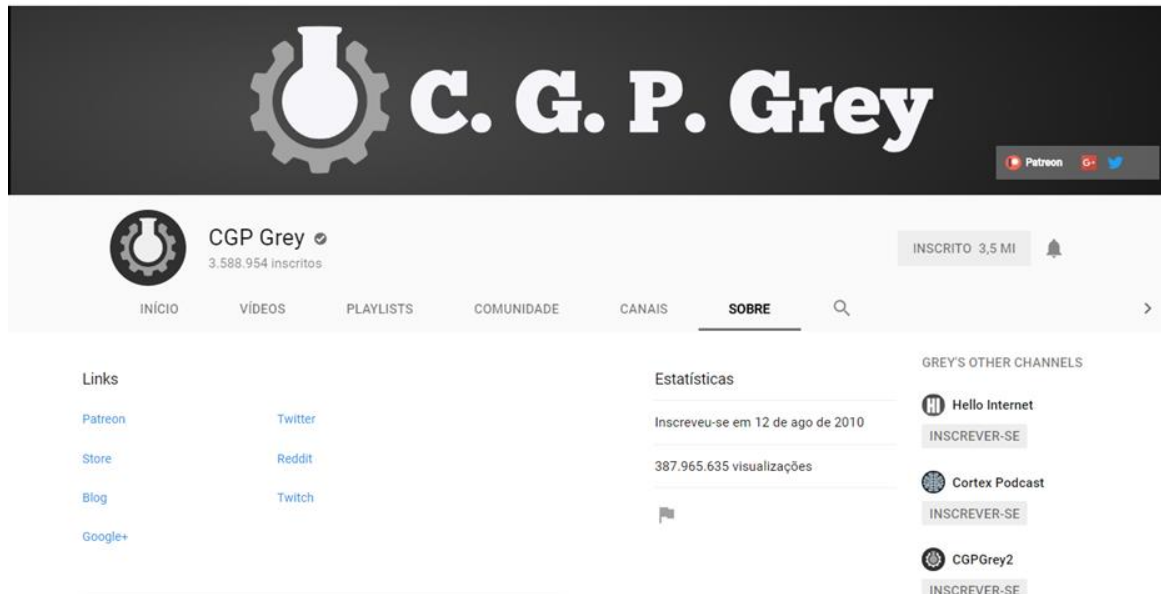 C. G. P. Grey
Patreon G+
CGP Grey
3.588.954 inscritos
INSCRITO 3,5 MI
INÍCIO VÍDEOS PLAYLISTS COMUNIDADE CANAIS SOBRE
Links
Patreon Twitter
Store Reddit
Blog Twitch
Google+
Estatísticas
Inscreveu-se em 12 de ago de 2010
387.965.635 visualizações
GREY'S OTHER CHANNELS
HI Hello Internet
INSCREVER-SE
Cortex Podcast
INSCREVER-SE
CGPGrey2
INSCREVER-SE